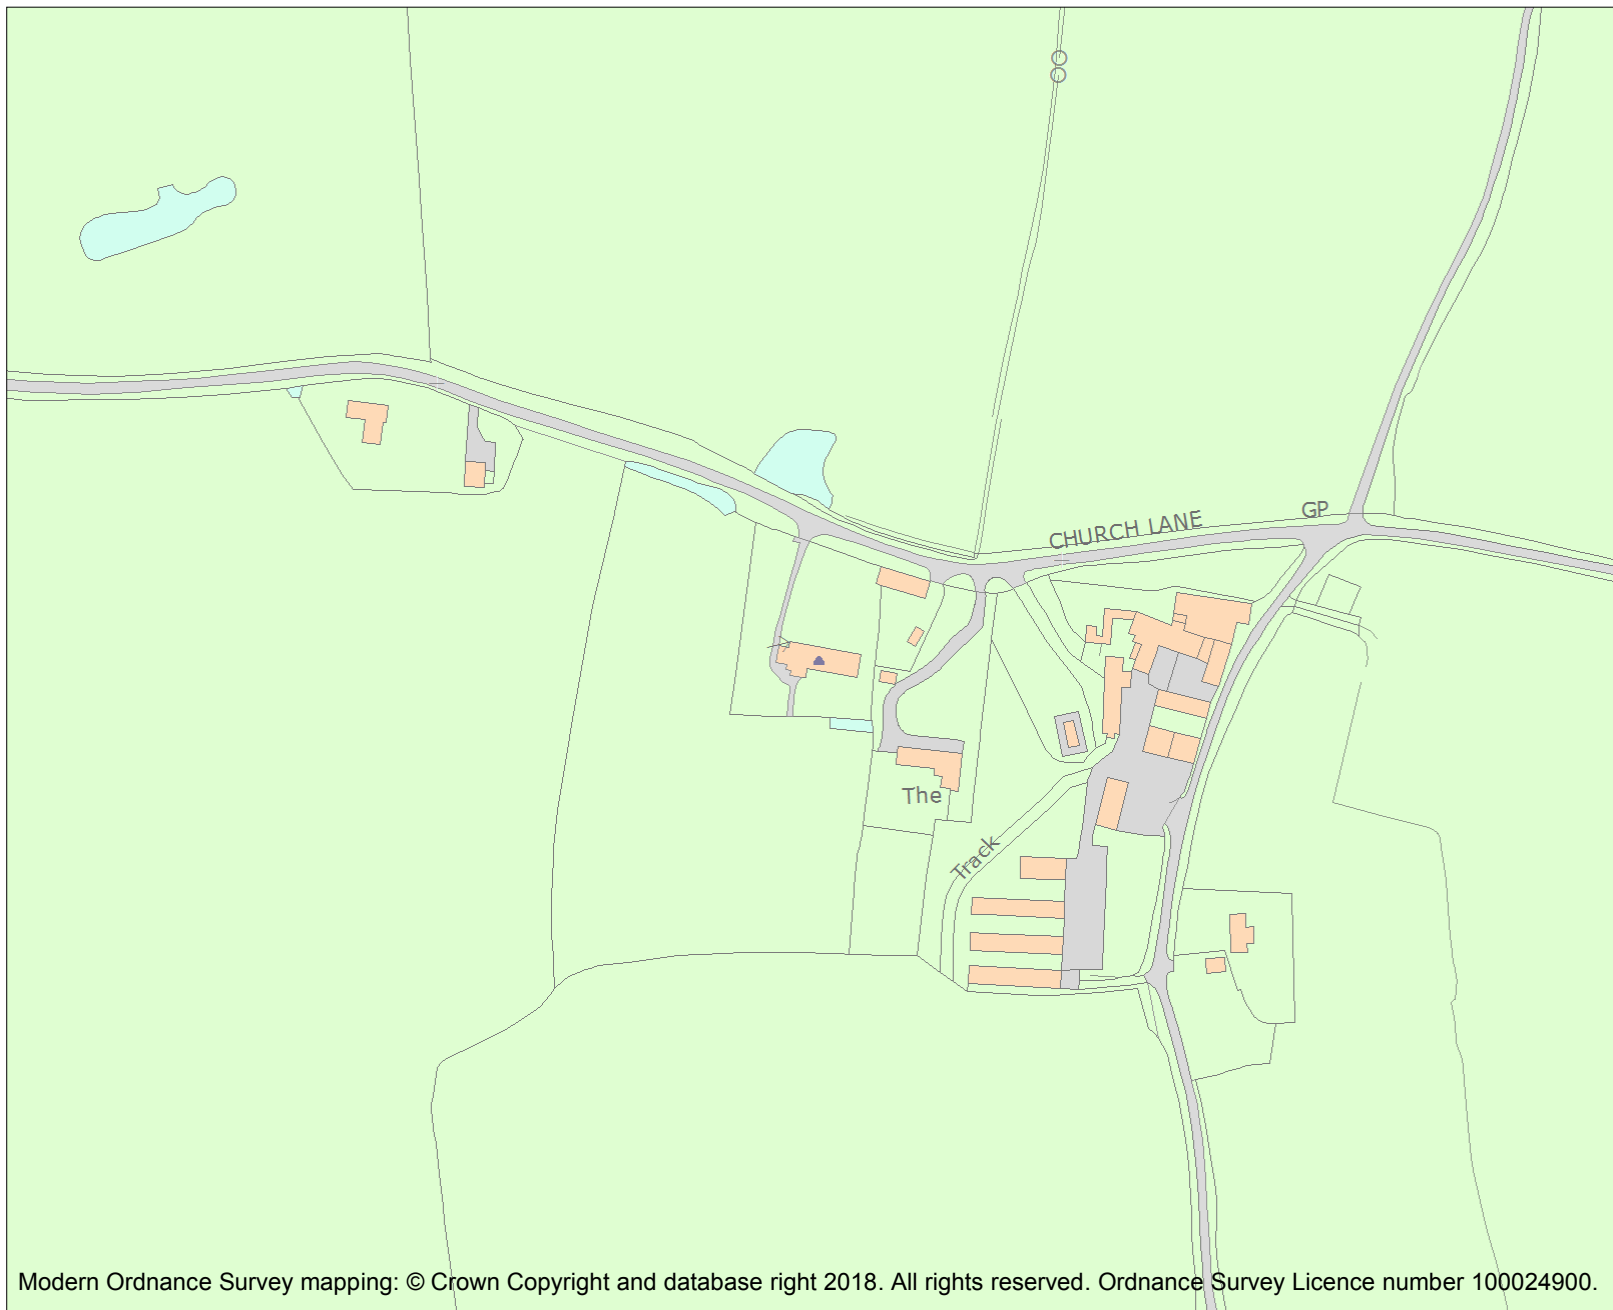 CHURCH LANE
GP
The
Track
Modern Ordnance Survey mapping: © Crown Copyright and database right 2018. All rights reserved. Ordnance Survey Licence number 100024900.